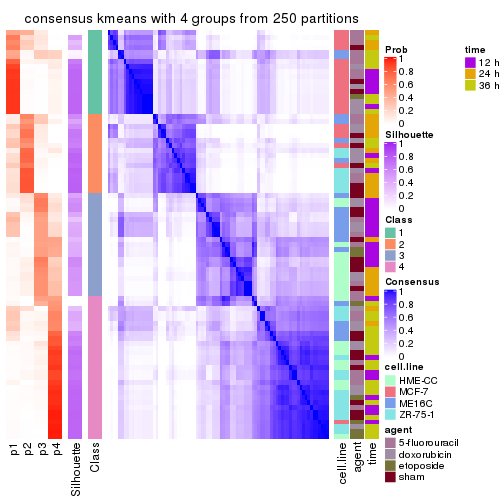 consensus kmeans with 4 groups from 250 partitions
Prob
1
0.8
0.6
0.4
0.2
0
time
12 h
24 h
36 h
Silhouette
1
0.8
0.6
0.4
0.2
0
Class
1
2
3
4
Consensus
1
0.8
0.6
0.4
0.2
0
cell.line
HME-CC
MCF-7
ME16C
ZR-75-1
agent
5-fluorouracil
doxorubicin
etoposide
sham
p1
p2
p3
p4
Silhouette
Class
cell.line
agent
time